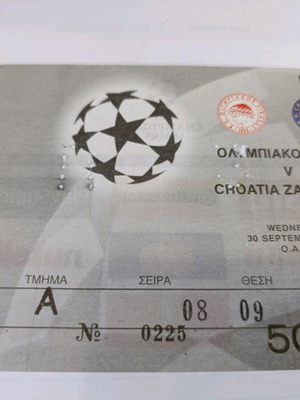 ΟΛΥΜΠΙΑΚΟ
V
CROATIA ZA
WEDNE
30 SEPTEM
Ο.Α.
ΤΜΗΜΑ ΣΕΙΡΑ ΘΕΣΗ
A 08 09
№ 0225 50